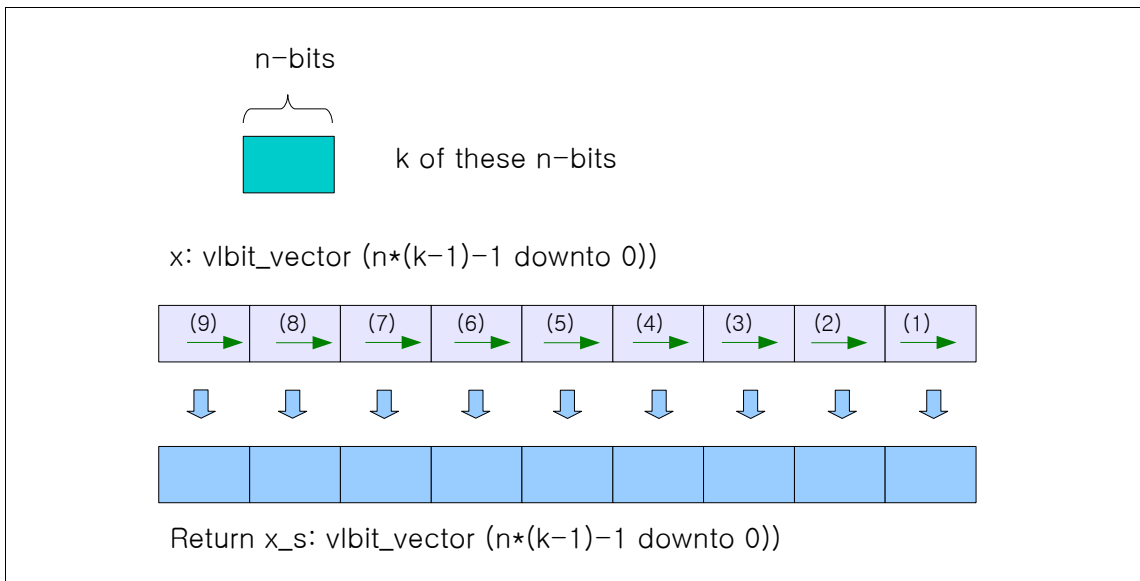 n-bits
k of these n-bits
x: vlbit_vector (n*(k-1)-1 downto 0))
(9) (8) (7) (6) (5) (4) (3) (2) (1)
Return x_s: vlbit_vector (n*(k-1)-1 downto 0))